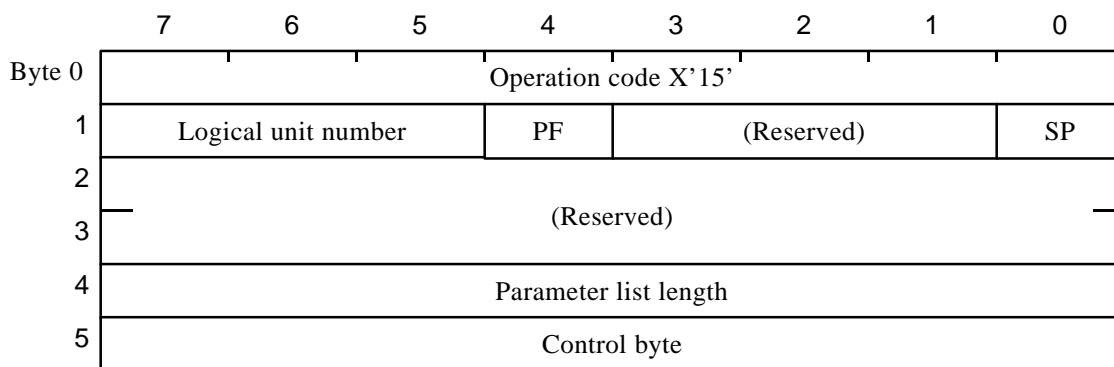 7 6 5 4 3 2 1 0
Byte 0 Operation code X’15’
1 Logical unit number PF (Reserved) SP
2
(Reserved)
3
4 Parameter list length
5 Control byte